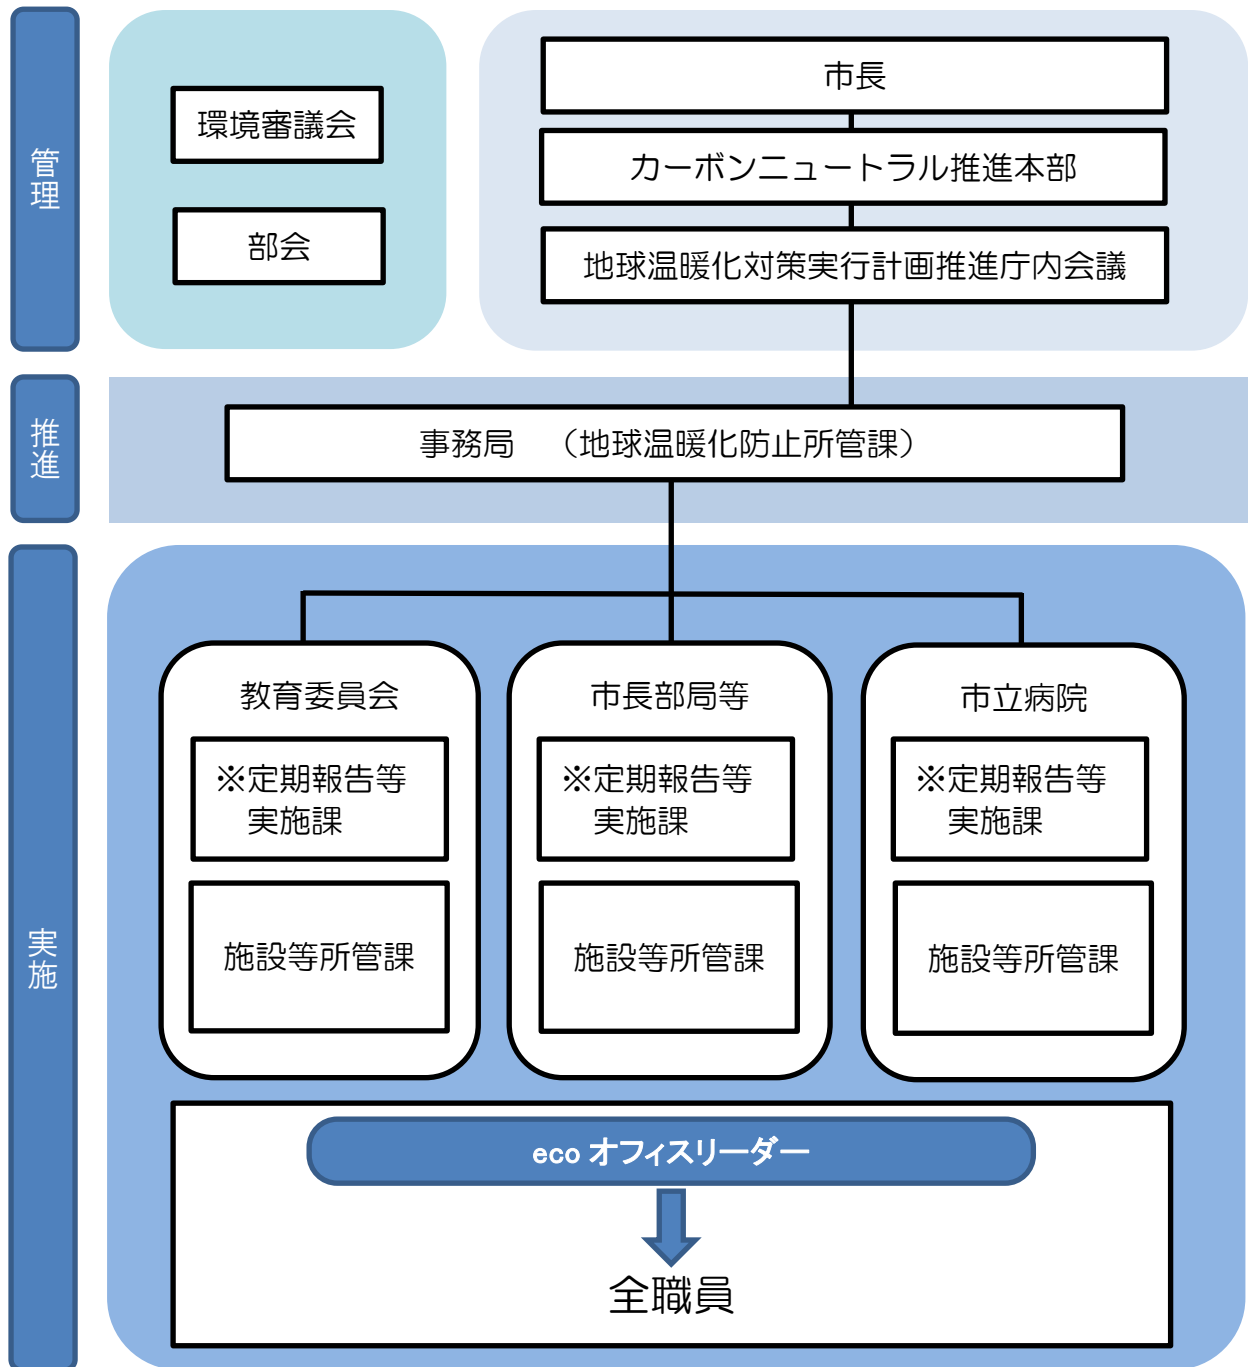 管理
環境審議会
部会
市長
カーボンニュートラル推進本部
地球温暖化対策実行計画推進庁内会議
推進
事務局　（地球温暖化防止所管課）
実施
教育委員会
※定期報告等
実施課
施設等所管課
市長部局等
※定期報告等
実施課
施設等所管課
市立病院
※定期報告等
実施課
施設等所管課
eco オフィスリーダー
全職員